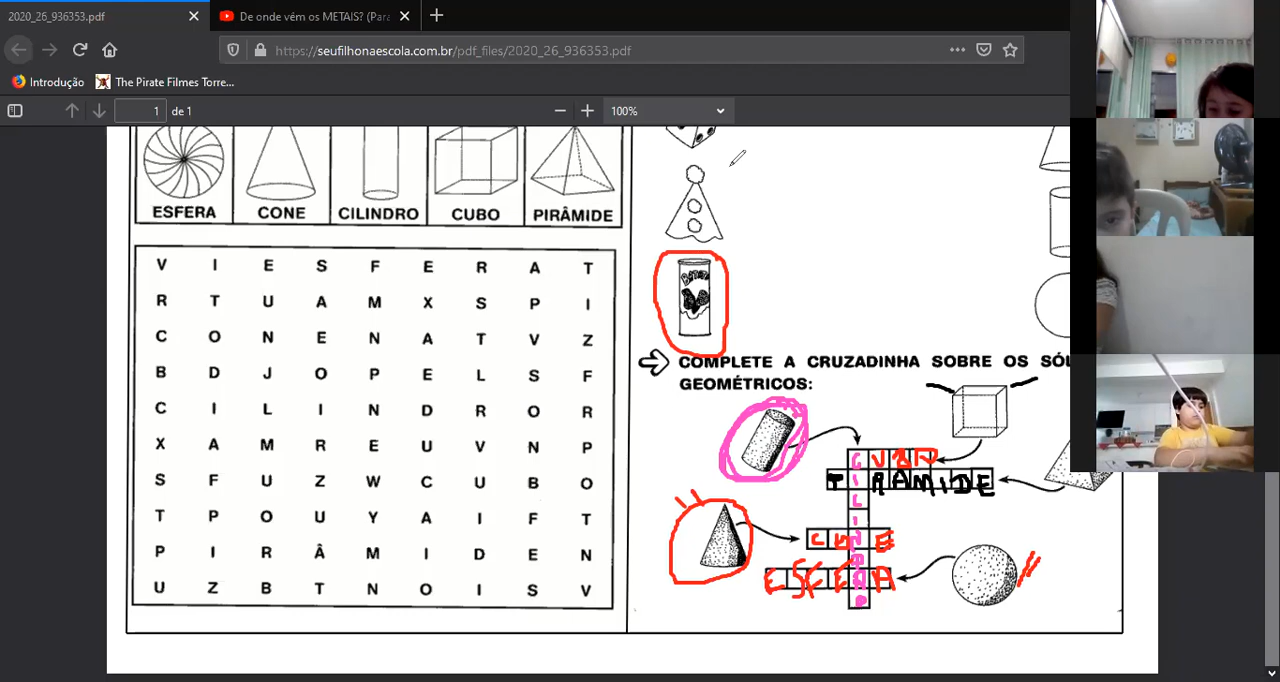 2020_26_936353.pdf
De onde vêm os METAIS? (Para
https://seufilhonaescola.com.br/pdf_files/2020_26_936353.pdf
Introdução
The Pirate Filmes Torre...
1 de 1
100%
ESFERA CONE CILINDRO CUBO PIRÂMIDE
V I E S F E R A T
R T U A M X S P I
C O N E N A T V Z
B D J O P E L S F
C I L I N D R O R
X A M R E U V N P
S F U Z W C U B O
T P O U Y A I F T
P I R Â M I D E N
U Z B T N O I S V
COMPLETE A CRUZADINHA SOBRE OS SÓL
GEOMÉTRICOS: